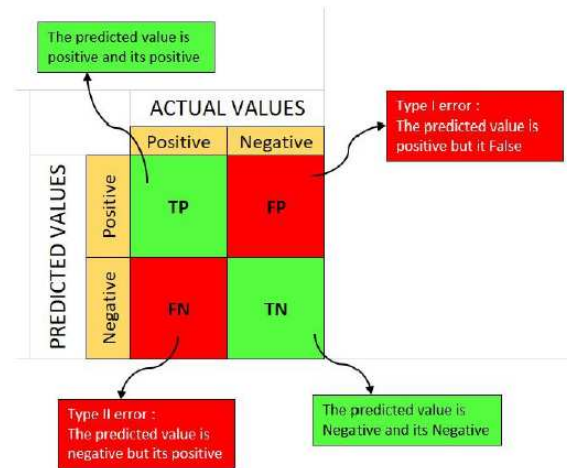 The predicted value is
positive and its positive
ACTUAL VALUES
Positive Negative
Type I error :
The predicted value is
positive but it False
PREDICTED VALUES
Positive
TP FP
Negative
FN TN
Type II error :
The predicted value is
negative but its positive
The predicted value is
Negative and its Negative